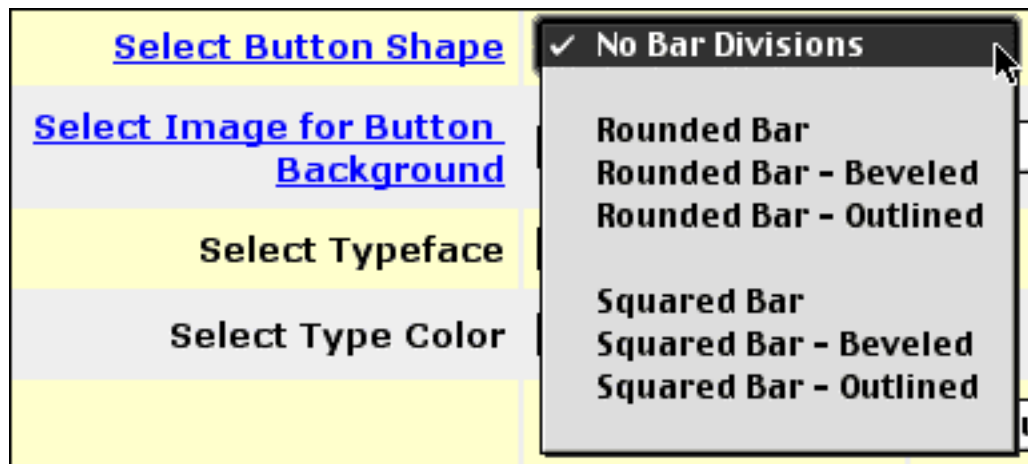 Select Button Shape
✓ No Bar Divisions
Select Image for Button
Background
Rounded Bar
Rounded Bar - Beveled
Rounded Bar - Outlined
Select Typeface
Select Type Color
Squared Bar
Squared Bar - Beveled
Squared Bar - Outlined